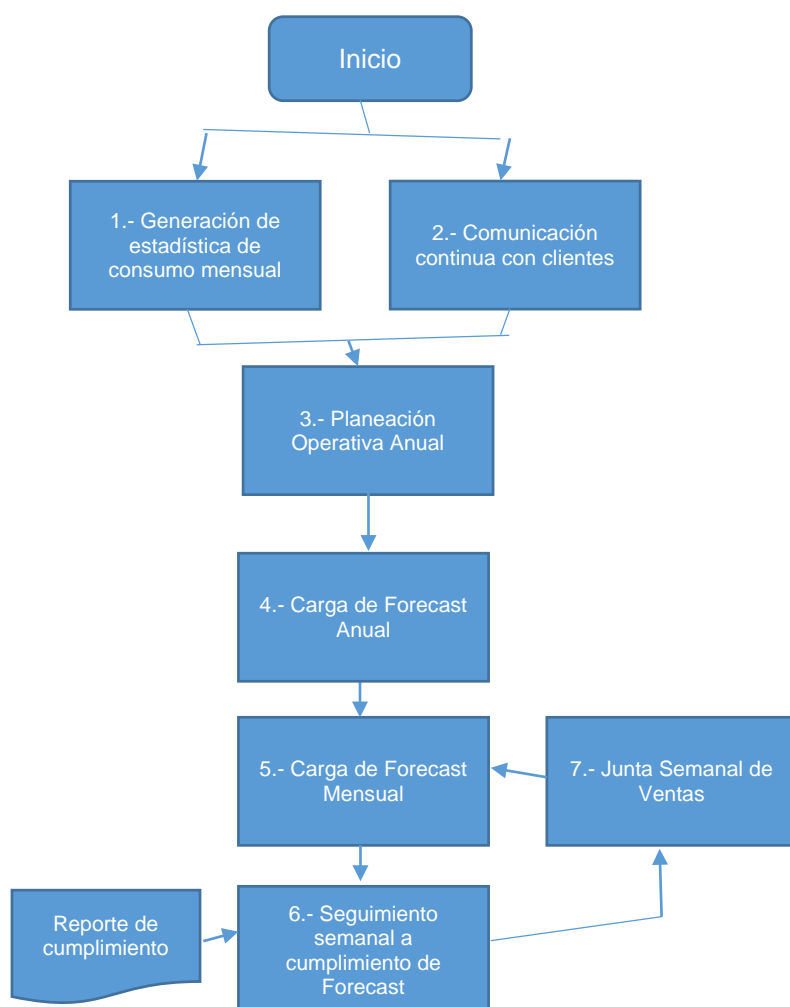 Inicio
1.- Generación de
estadística de
consumo mensual
2.- Comunicación
continua con clientes
3.- Planeación
Operativa Anual
4.- Carga de Forecast
Anual
5.- Carga de Forecast
Mensual
7.- Junta Semanal de
Ventas
Reporte de
cumplimiento
6.- Seguimiento
semanal a
cumplimiento de
Forecast